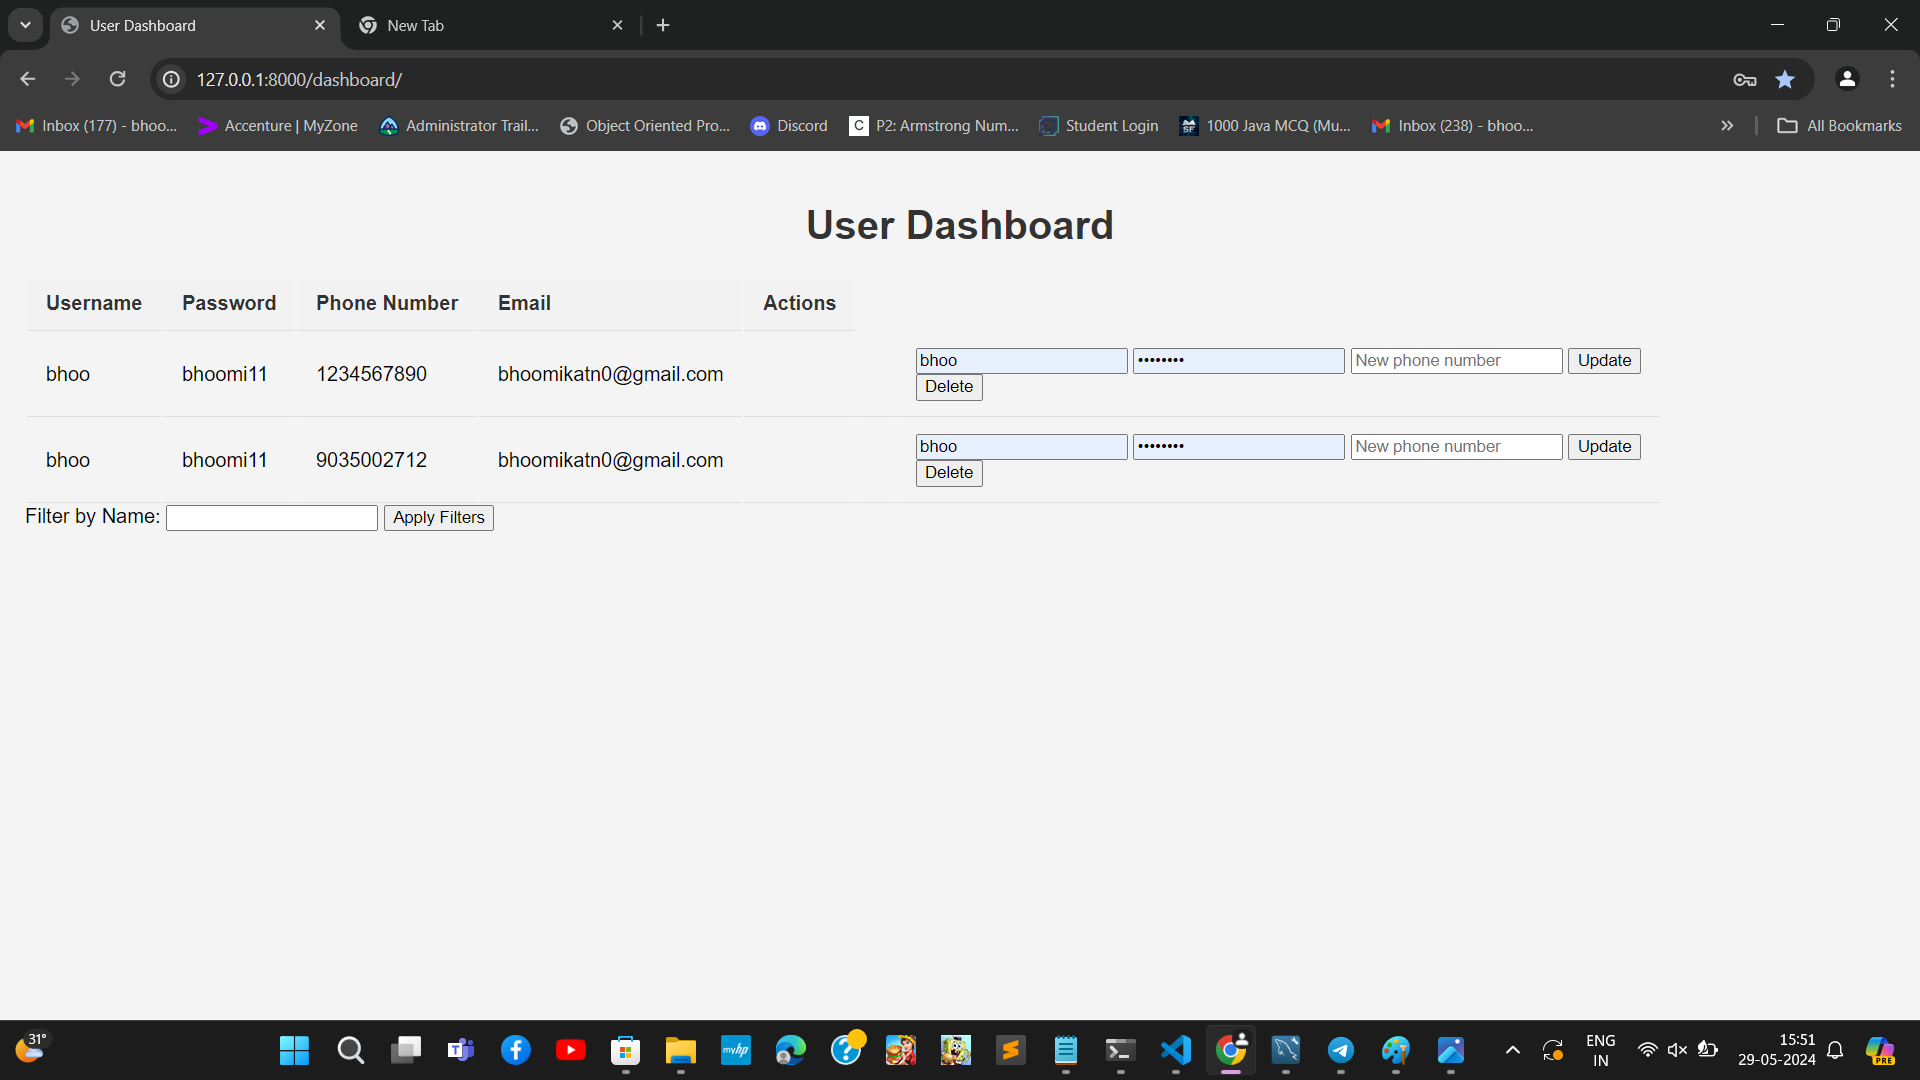 User Dashboard
New Tab
127.0.0.1:8000/dashboard/
Inbox (177) - bhoo...
Accenture | MyZone
Administrator Trail...
Object Oriented Pro...
Discord
C P2: Armstrong Num...
Student Login
SF 1000 Java MCQ (Mu...
Inbox (238) - bhoo...
All Bookmarks
User Dashboard
Username Password Phone Number Email Actions
bhoo bhoomi11 1234567890 bhoomikatn0@gmail.com bhoo •••••••• New phone number Update
Delete
bhoo bhoomi11 9035002712 bhoomikatn0@gmail.com bhoo •••••••• New phone number Update
Delete
Filter by Name: Apply Filters
31°
myhp
ENG
IN
15:51
29-05-2024
PRE